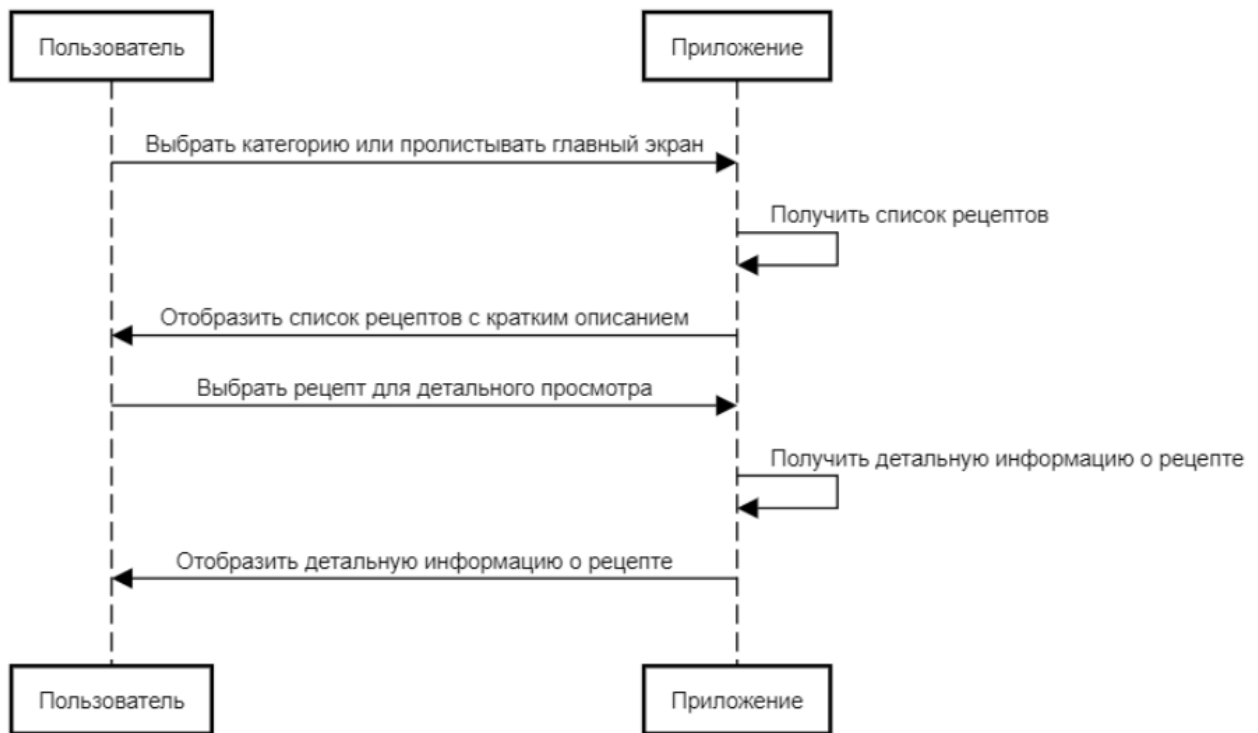 Пользователь
Приложение
Выбрать категорию или пролистывать главный экран
Получить список рецептов
Отобразить список рецептов с кратким описанием
Выбрать рецепт для детального просмотра
Получить детальную информацию о рецепте
Отобразить детальную информацию о рецепте
Пользователь
Приложение